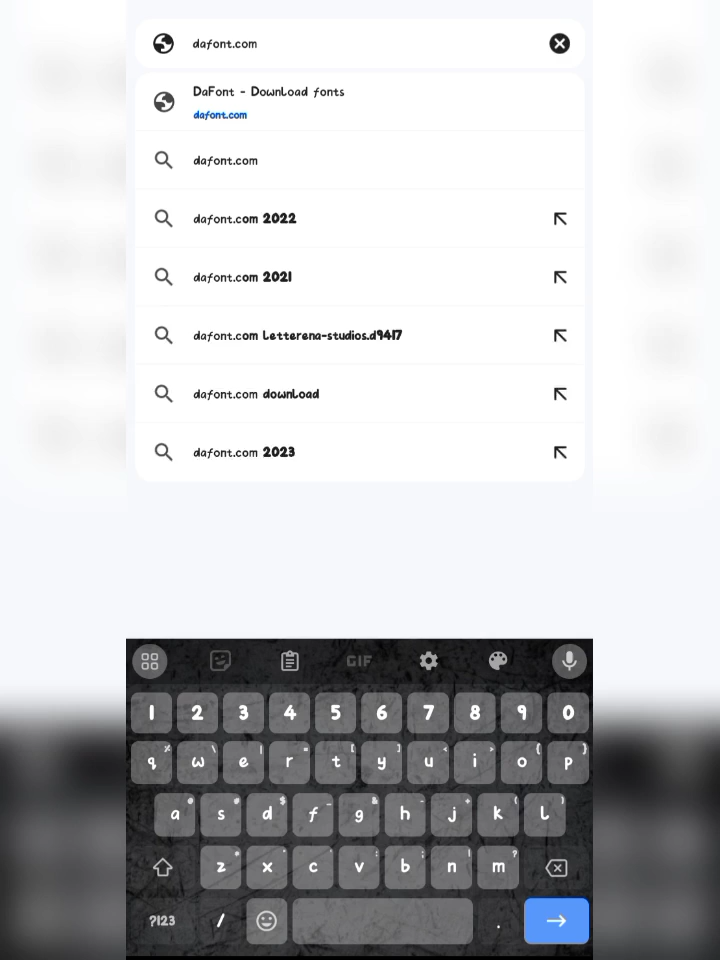 dafont.com
DaFont - Download fonts
dafont.com
dafont.com
dafont.com 2022
dafont.com 2021
dafont.com letterena-studios.d9417
dafont.com download
dafont.com 2023
GIF
1 2 3 4 5 6 7 8 9 0
q w e r t y u i o p
a s d f g h j k l
z x c v b n m
?123 / .